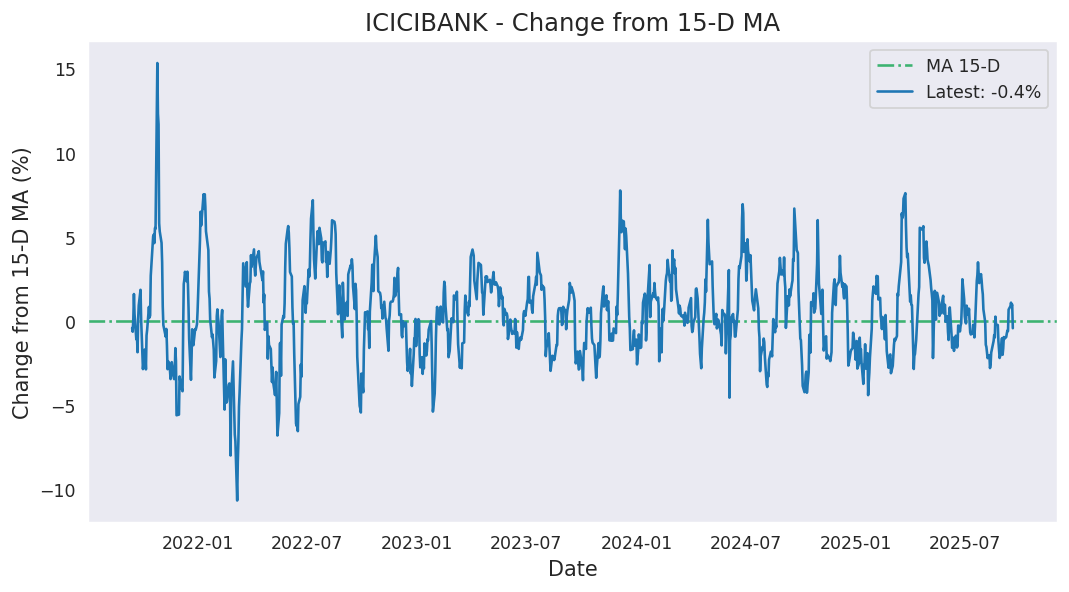 ICICIBANK - Change from 15-D MA
MA 15-D
Latest: -0.4%
Change from 15-D MA (%)
15
10
5
0
−5
−10
2022-01 2022-07 2023-01 2023-07 2024-01 2024-07 2025-01 2025-07
Date